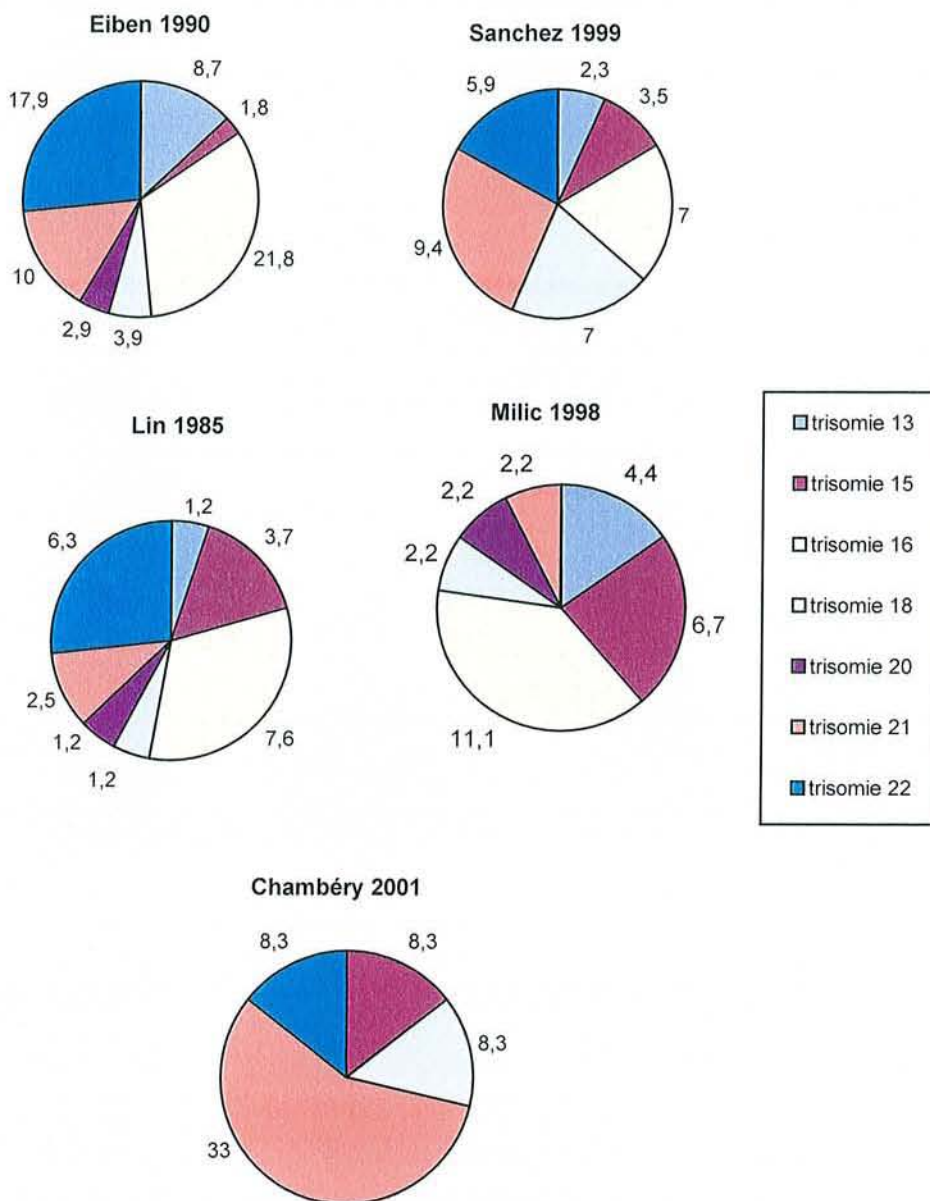 Eiben 1990
17,9
8,7
1,8
21,8
3,9
2,9
10
Sanchez 1999
5,9
2,3
3,5
7
7
9,4
Lin 1985
6,3
1,2
3,7
7,6
1,2
1,2
2,5
Milic 1998
2,2
2,2
4,4
2,2
6,7
11,1
trisomie 13
trisomie 15
trisomie 16
trisomie 18
trisomie 20
trisomie 21
trisomie 22
Chambéry 2001
8,3
8,3
8,3
33